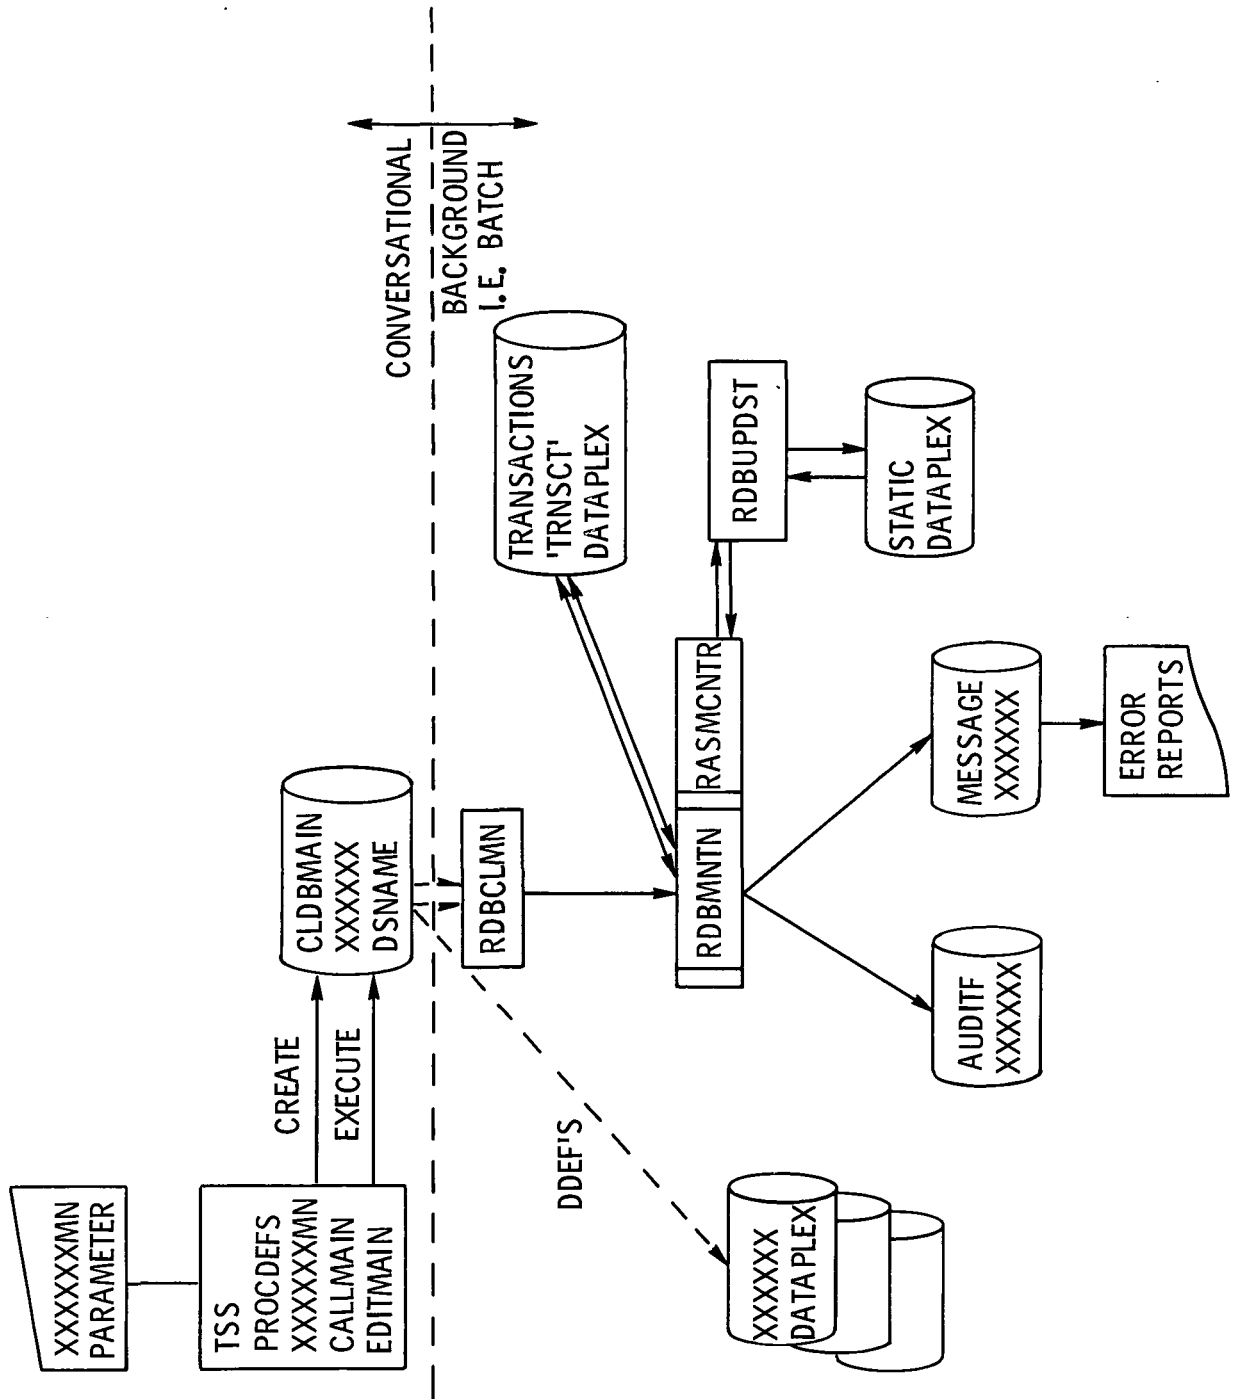 XXXXXXMN
PARAMETER
TSS
PROCDEFS
XXXXXXMN
CALLMAIN
EDITMAIN
CREATE
EXECUTE
CLDBMAIN
XXXXXX
DSNAME
CONVERSATIONAL
BACKGROUND
I.E. BATCH
DDEF'S
RDBCLMN
TRANSACTIONS
'TRNSCT'
DATAPLEX
XXXXXX
DATAPLEX
RDBMNTN
RASMCNTR
RDBUPDST
STATIC
DATAPLEX
AUDITF
XXXXXX
MESSAGE
XXXXXX
ERROR
REPORTS